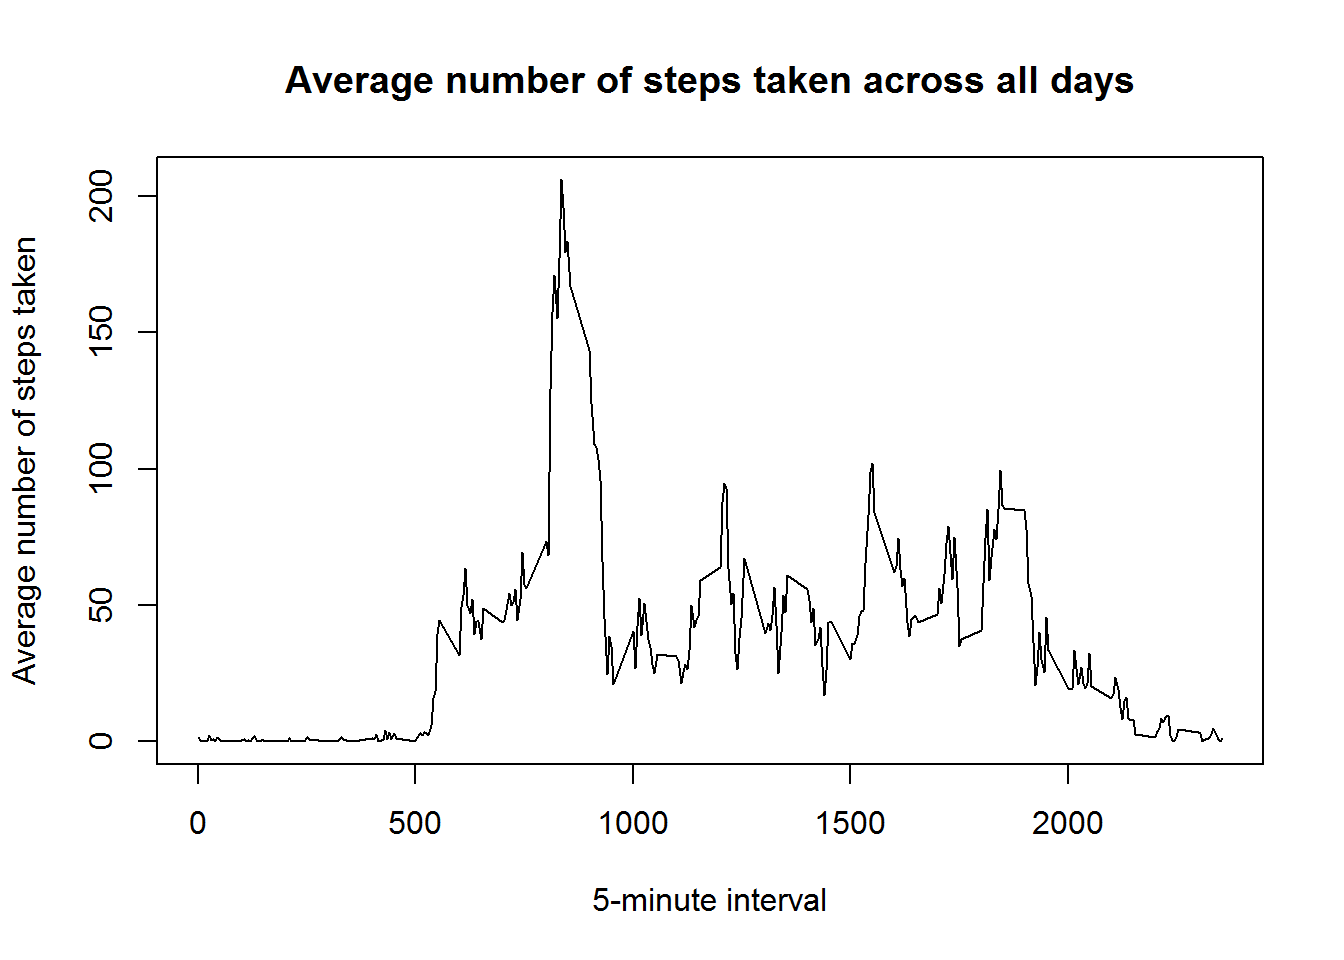 Average number of steps taken across all days
Average number of steps taken
200
150
100
50
0
0 500 1000 1500 2000
5-minute interval